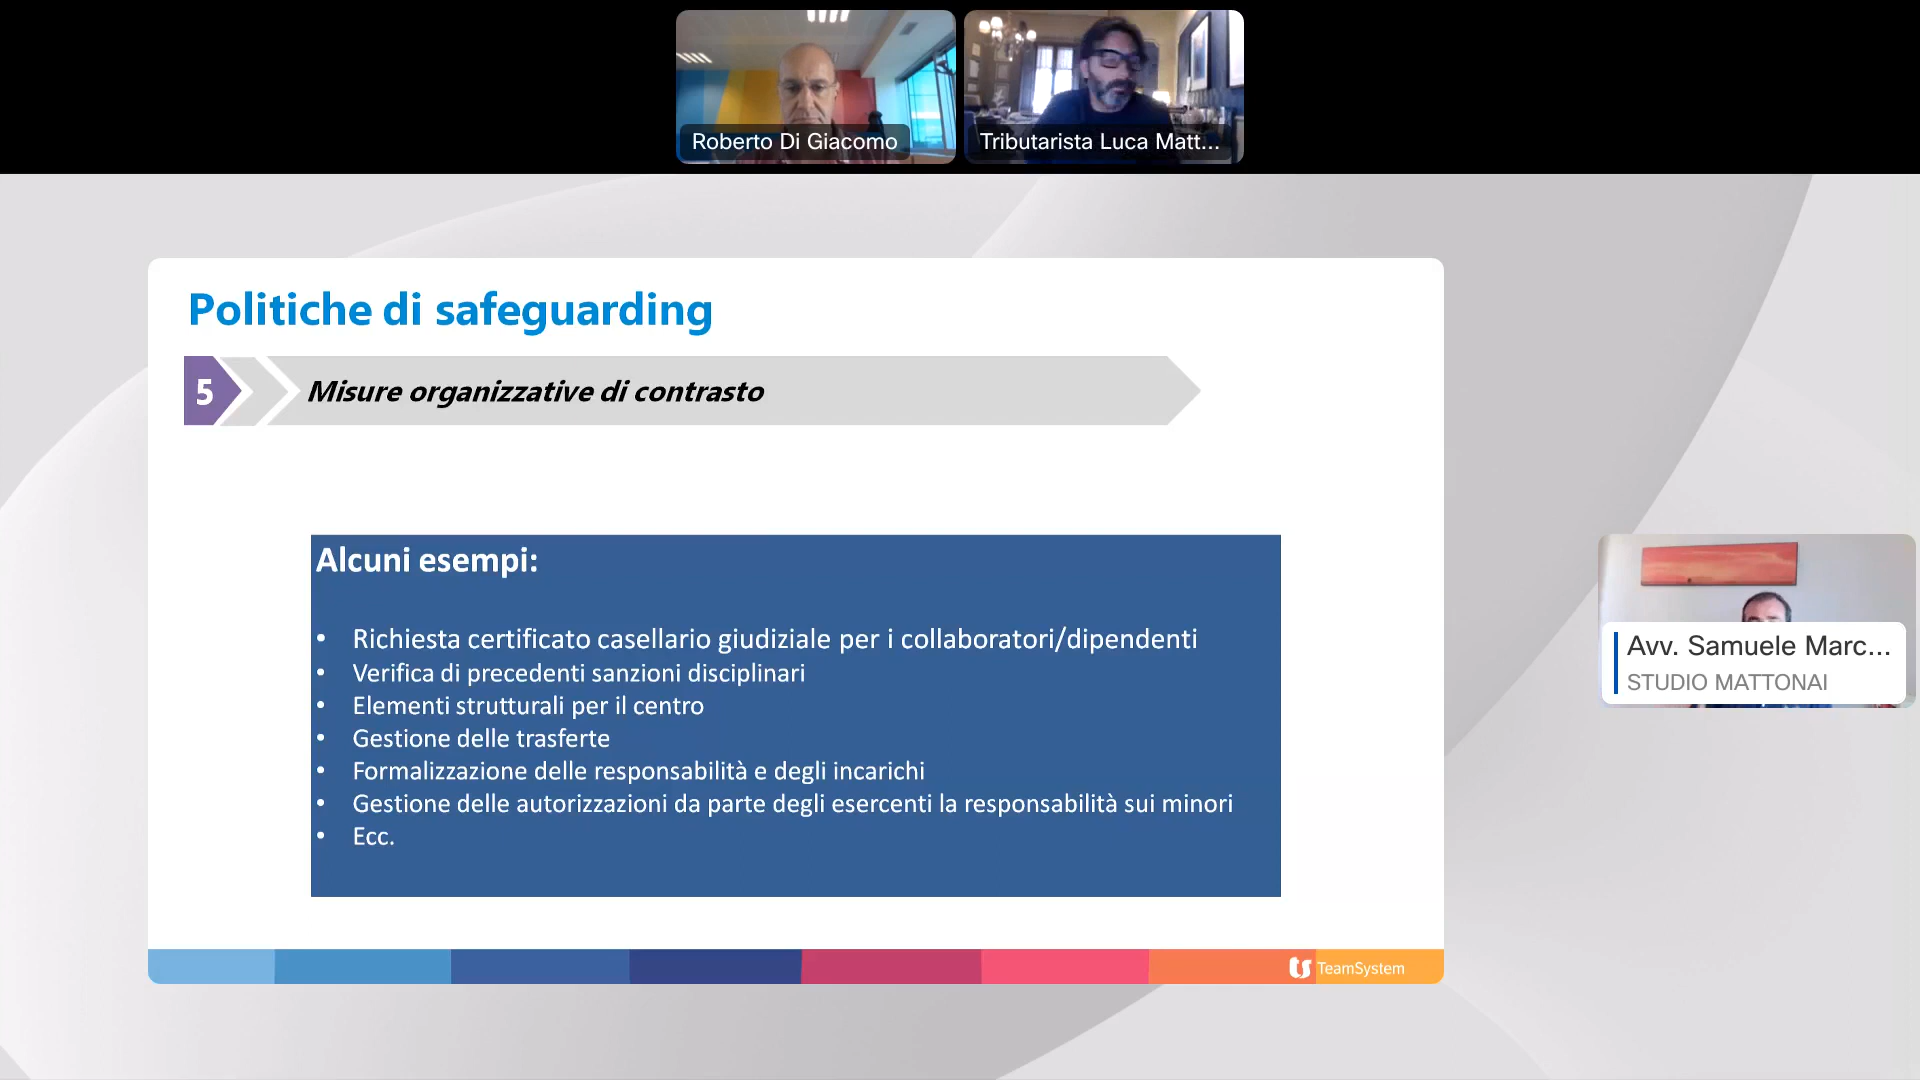 Roberto Di Giacomo
Tributarista Luca Matt...
Politiche di safeguarding
5
Misure organizzative di contrasto
Alcuni esempi:
• Richiesta certificato casellario giudiziale per i collaboratori/dipendenti
• Verifica di precedenti sanzioni disciplinari
• Elementi strutturali per il centro
• Gestione delle trasferte
• Formalizzazione delle responsabilità e degli incarichi
• Gestione delle autorizzazioni da parte degli esercenti la responsabilità sui minori
• Ecc.
Avv. Samuele Marc...
STUDIO MATTONAI
ts TeamSystem